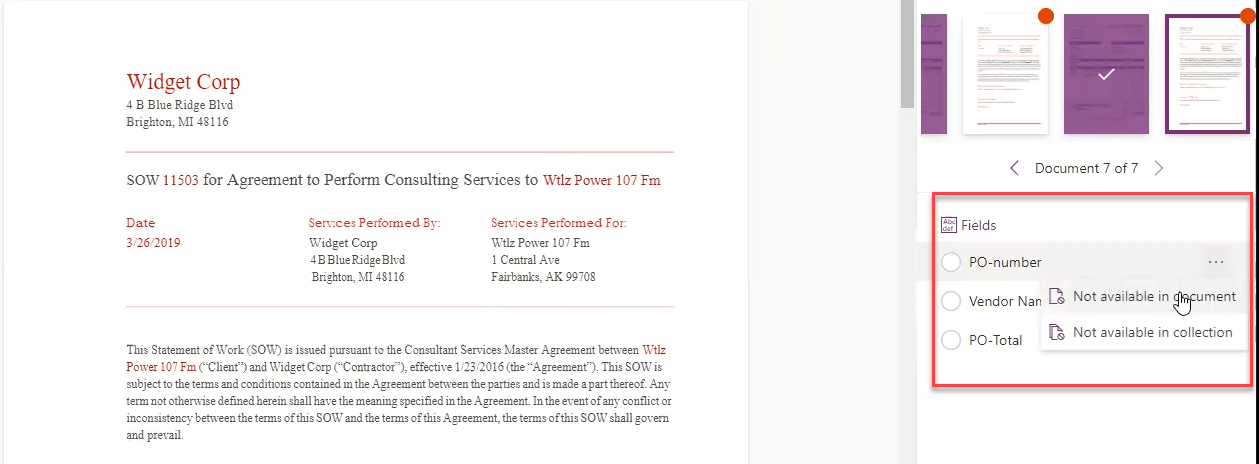 Widget Corp
4 B Blue Ridge Blvd
Brighton, MI 48116
SOW 11503 for Agreement to Perform Consulting Services to Wtlz Power 107 Fm
Date
3/26/2019
Services Performed By:
Widget Corp
4 B Blue Ridge Blvd
Brighton, MI 48116
Services Performed For:
Wtlz Power 107 Fm
1 Central Ave
Fairbanks, AK 99708
This Statement of Work (SOW) is issued pursuant to the Consultant Services Master Agreement between Wtlz
Power 107 Fm (“Client”) and Widget Corp (“Contractor”), effective 1/23/2016 (the “Agreement”). This SOW is
subject to the terms and conditions contained in the Agreement between the parties and is made a part thereof. Any
term not otherwise defined herein shall have the meaning specified in the Agreement. In the event of any conflict or
inconsistency between the terms of this SOW and the terms of this Agreement, the terms of this SOW shall govern
and prevail.
Document 7 of 7
Abc
def
Fields
PO-number
...
Not available in document
Vendor Nam
Not available in collection
PO-Total